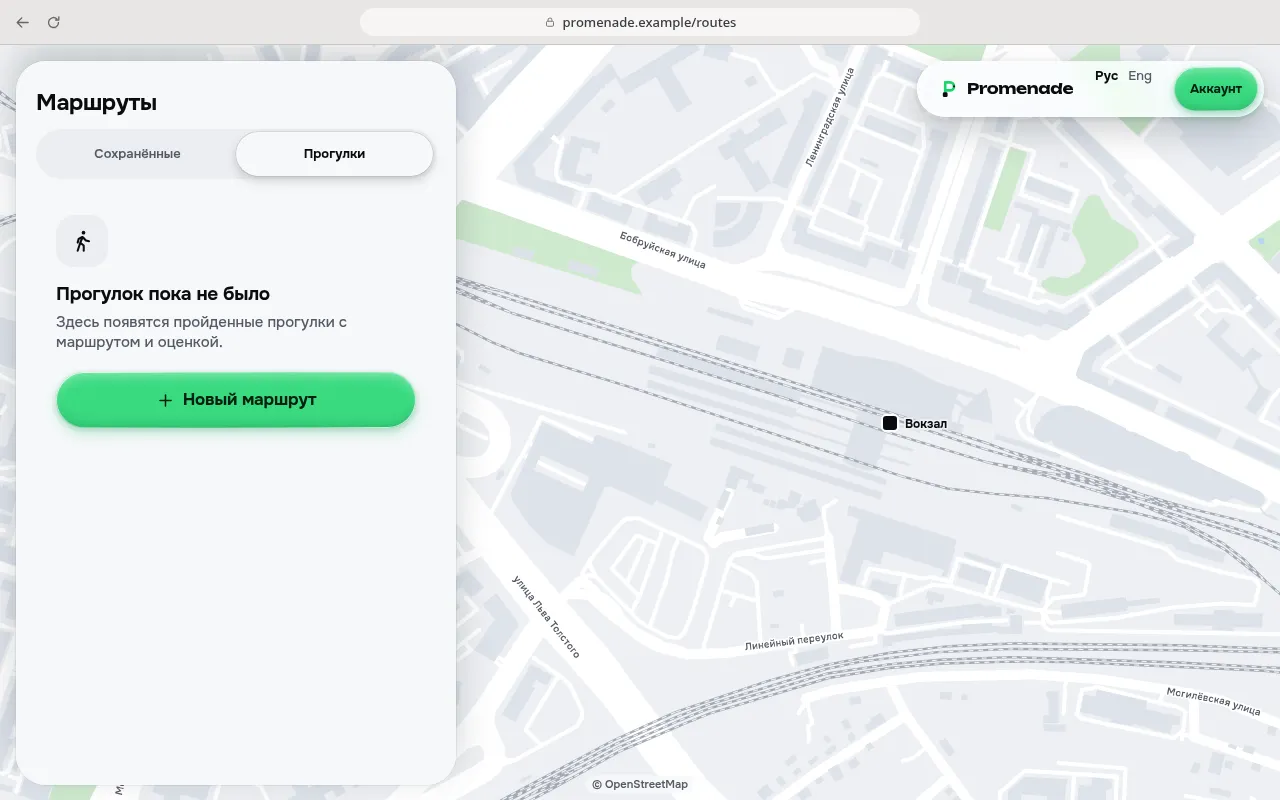 promenade.example/routes
Маршруты
Сохранённые
Прогулки
Прогулок пока не было
Здесь появятся пройденные прогулки с
маршрутом и оценкой.
Новый маршрут
Promenade
Рус
Eng
Аккаунт
Ленинградская улица
Бобруйская улица
Вокзал
улица Льва Толстого
Линейный переулок
Могилёвская улица
© OpenStreetMap